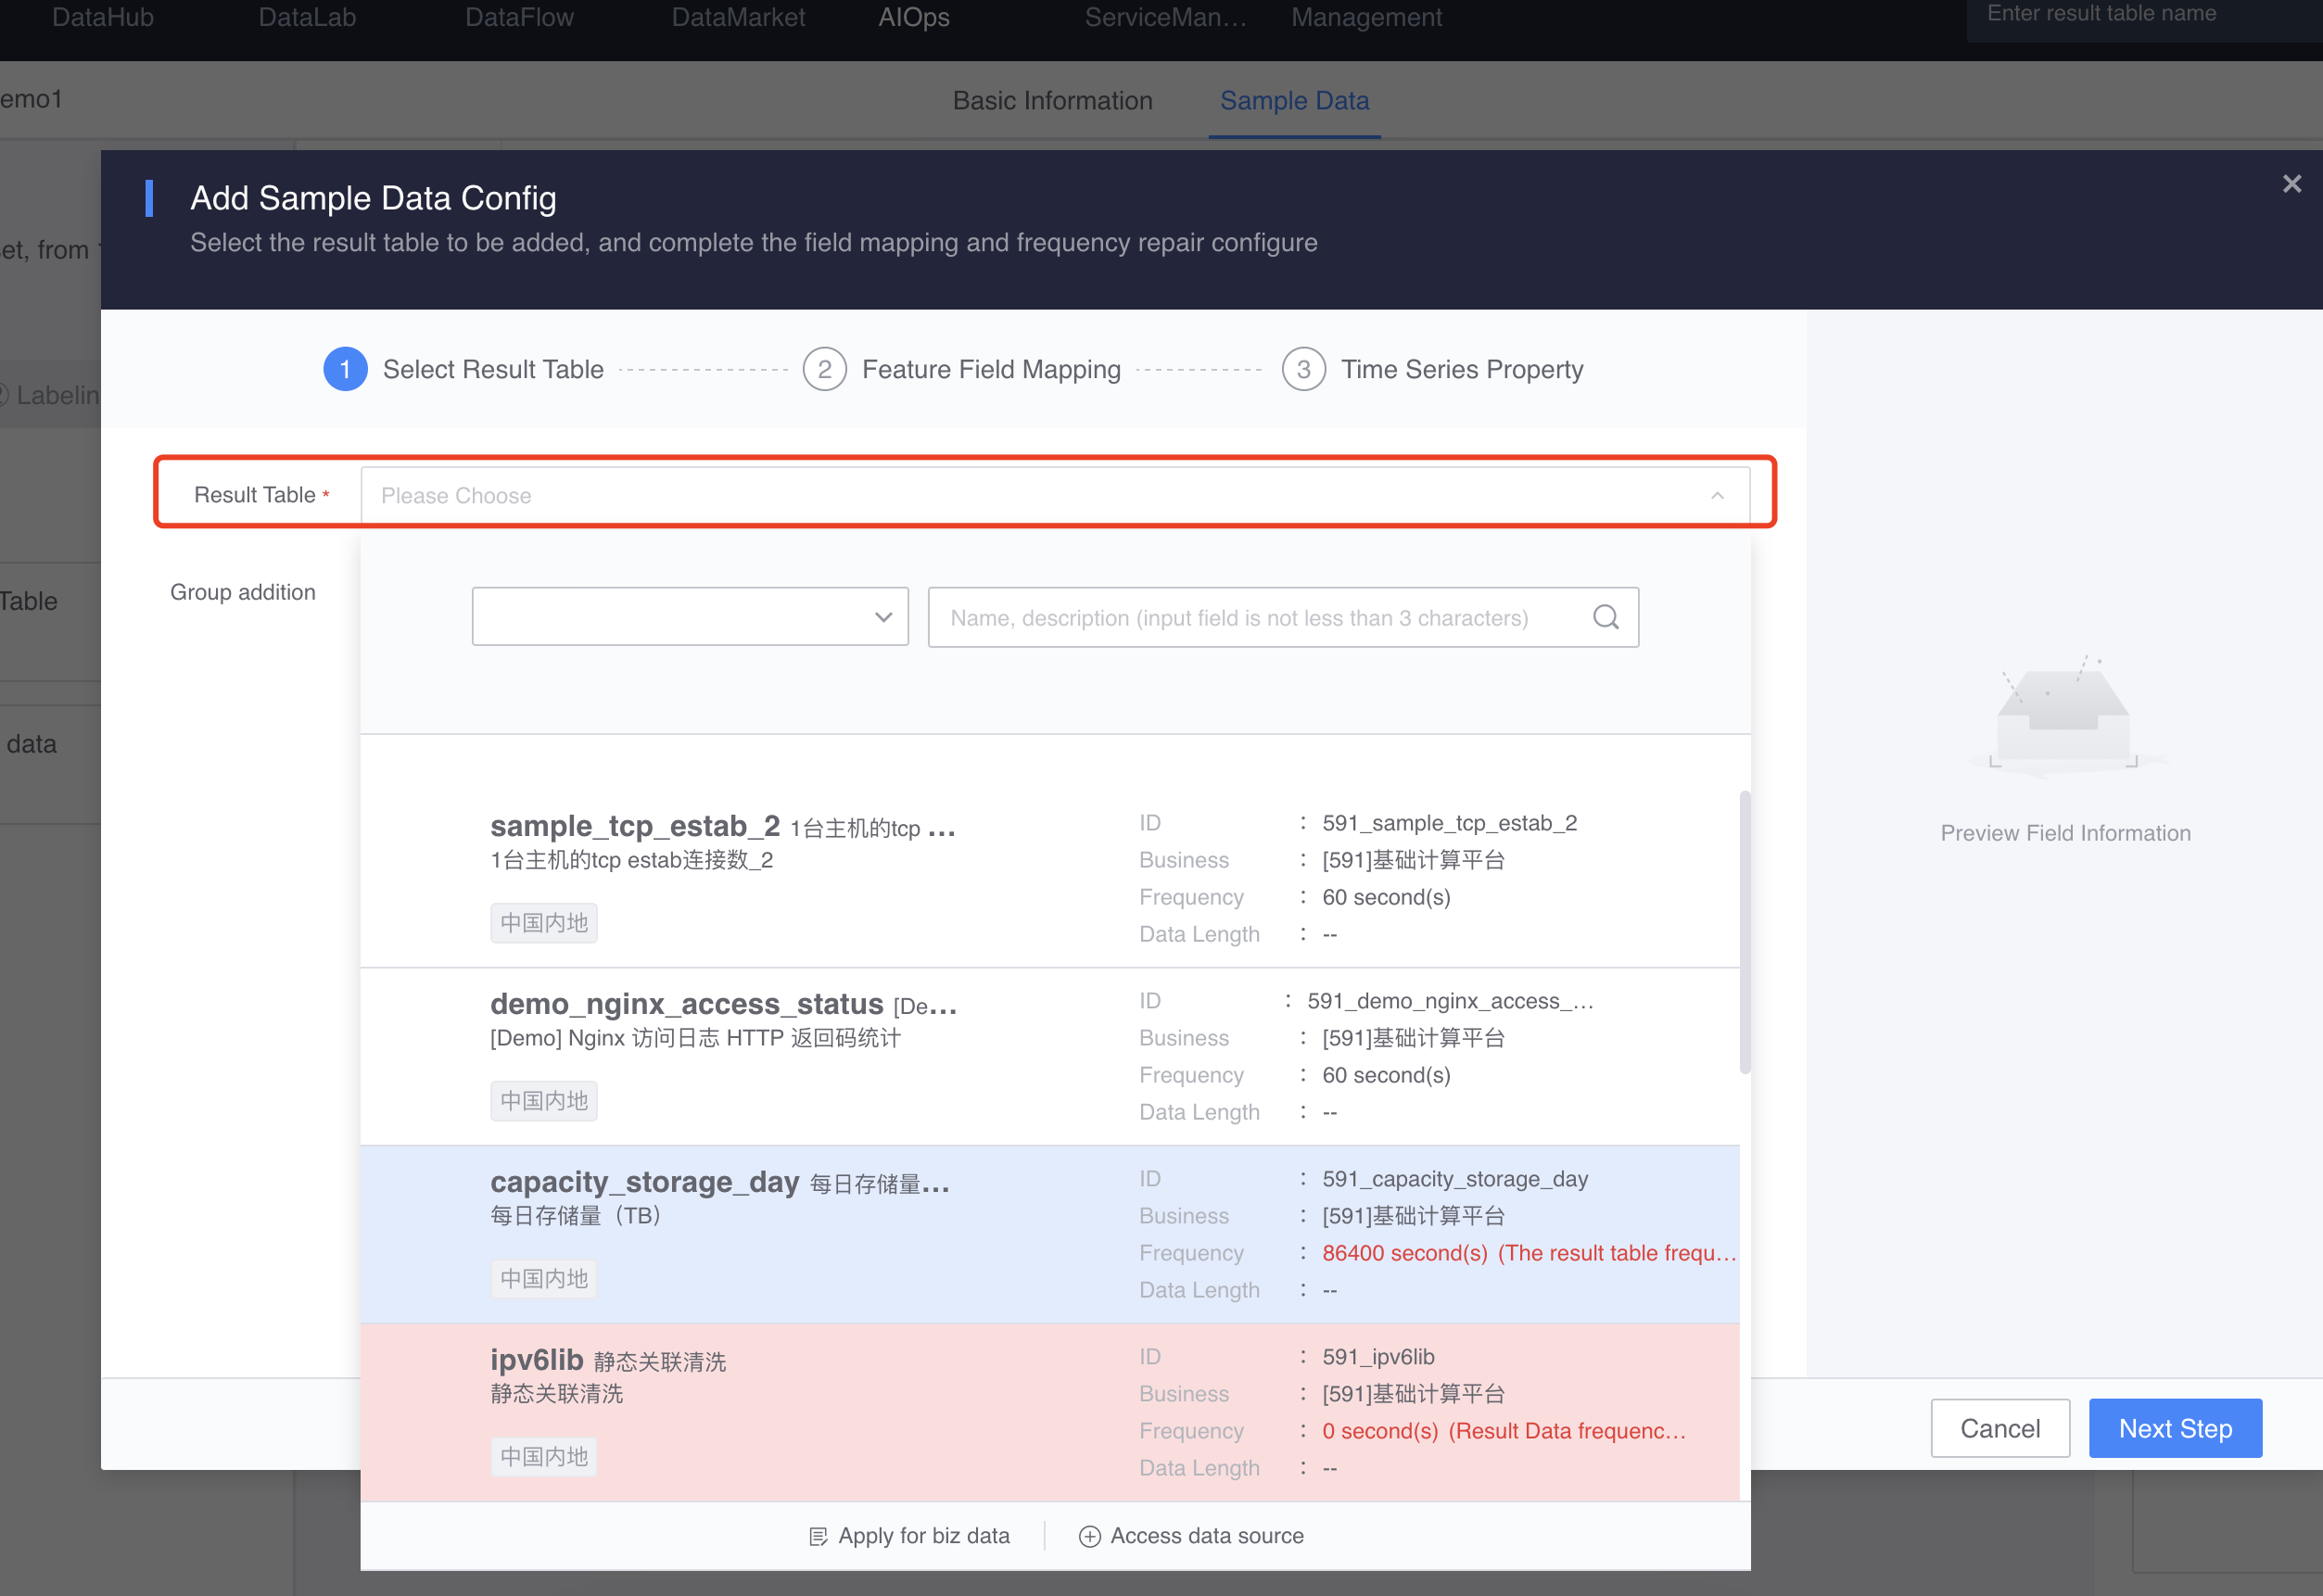 DataHub DataLab DataFlow DataMarket AIOps ServiceMan… Management Enter result table name
emo1 Basic Information Sample Data
Add Sample Data Config
Select the result table to be added, and complete the field mapping and frequency repair configure
et, from
1 Select Result Table 2 Feature Field Mapping 3 Time Series Property
Labelin
Result Table * Please Choose
Group addition
Table
Name, description (input field is not less than 3 characters)
data
sample_tcp_estab_2 1台主机的tcp …
1台主机的tcp estab连接数_2
中国内地
ID : 591_sample_tcp_estab_2
Business : [591]基础计算平台
Frequency : 60 second(s)
Data Length : --
demo_nginx_access_status [De…
[Demo] Nginx 访问日志 HTTP 返回码统计
中国内地
ID : 591_demo_nginx_access_…
Business : [591]基础计算平台
Frequency : 60 second(s)
Data Length : --
capacity_storage_day 每日存储量…
每日存储量（TB）
中国内地
ID : 591_capacity_storage_day
Business : [591]基础计算平台
Frequency : 86400 second(s) (The result table frequ…
Data Length : --
ipv6lib 静态关联清洗
静态关联清洗
中国内地
ID : 591_ipv6lib
Business : [591]基础计算平台
Frequency : 0 second(s) (Result Data frequenc…
Data Length : --
Preview Field Information
Cancel Next Step
Apply for biz data Access data source